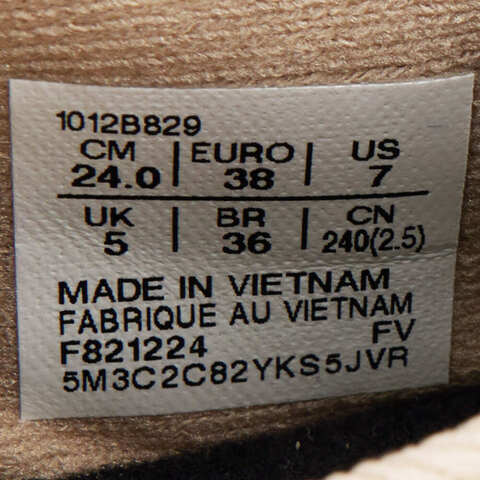 1012B829
CM | EURO | US
24.0 | 38 | 7
UK | BR | CN
5 | 36 | 240(2.5)
MADE IN VIETNAM
FABRIQUE AU VIETNAM
F821224 FV
5M3C2C82YKS5JVR